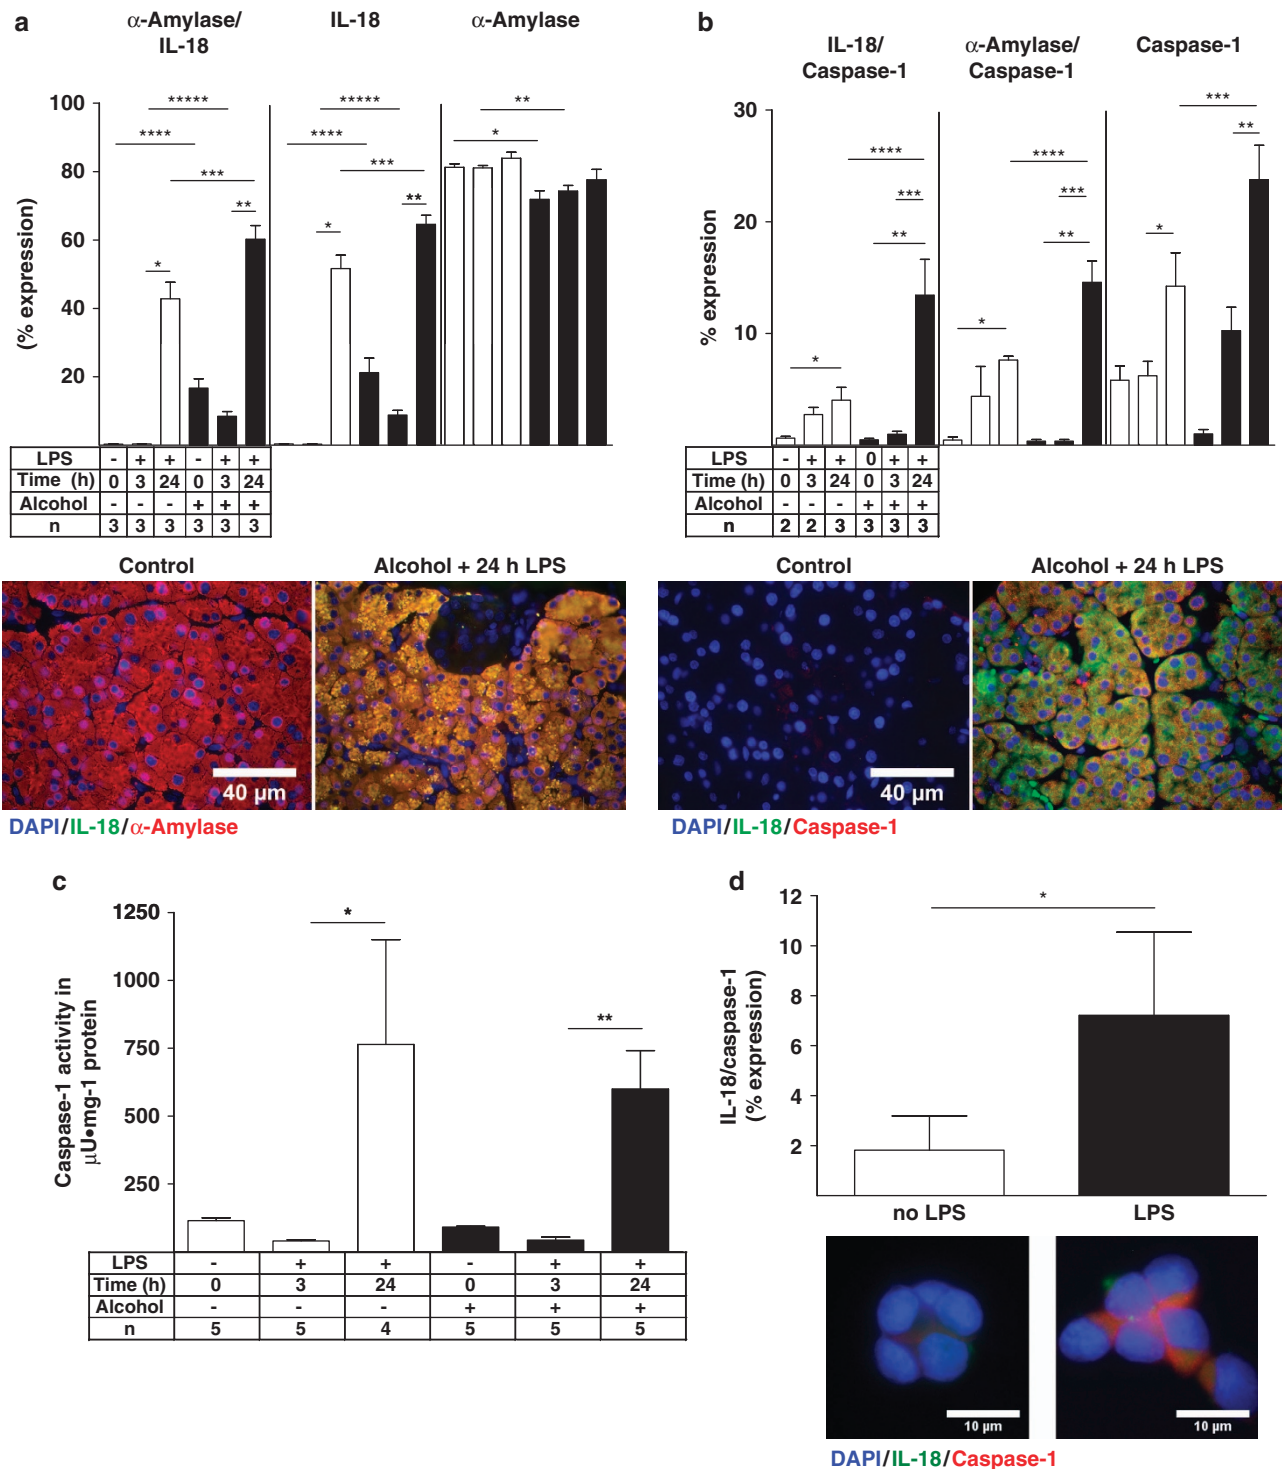 a
α-Amylase/
IL-18
IL-18
α-Amylase
(% expression)
100
80
60
40
20
*****
****
***
**
*
*****
****
***
**
*
**
*
LPS - + + - + +
Time (h) 0 3 24 0 3 24
Alcohol - - - + + +
n 3 3 3 3 3 3
Control
Alcohol + 24 h LPS
40 µm
DAPI/IL-18/α-Amylase
b
IL-18/
Caspase-1
α-Amylase/
Caspase-1
Caspase-1
% expression
30
20
10
****
***
**
*
****
***
**
*
***
**
*
LPS - + + 0 + +
Time (h) 0 3 24 0 3 24
Alcohol - - - + + +
n 2 2 3 3 3 3
Control
Alcohol + 24 h LPS
40 µm
DAPI/IL-18/Caspase-1
c
Caspase-1 activity in
µU•mg-1 protein
1250
1000
750
500
250
*
**
LPS - + + - + +
Time (h) 0 3 24 0 3 24
Alcohol - - - + + +
n 5 5 4 5 5 5
d
IL-18/caspase-1
(% expression)
12
10
8
6
4
2
*
no LPS
LPS
10 µm
10 µm
DAPI/IL-18/Caspase-1